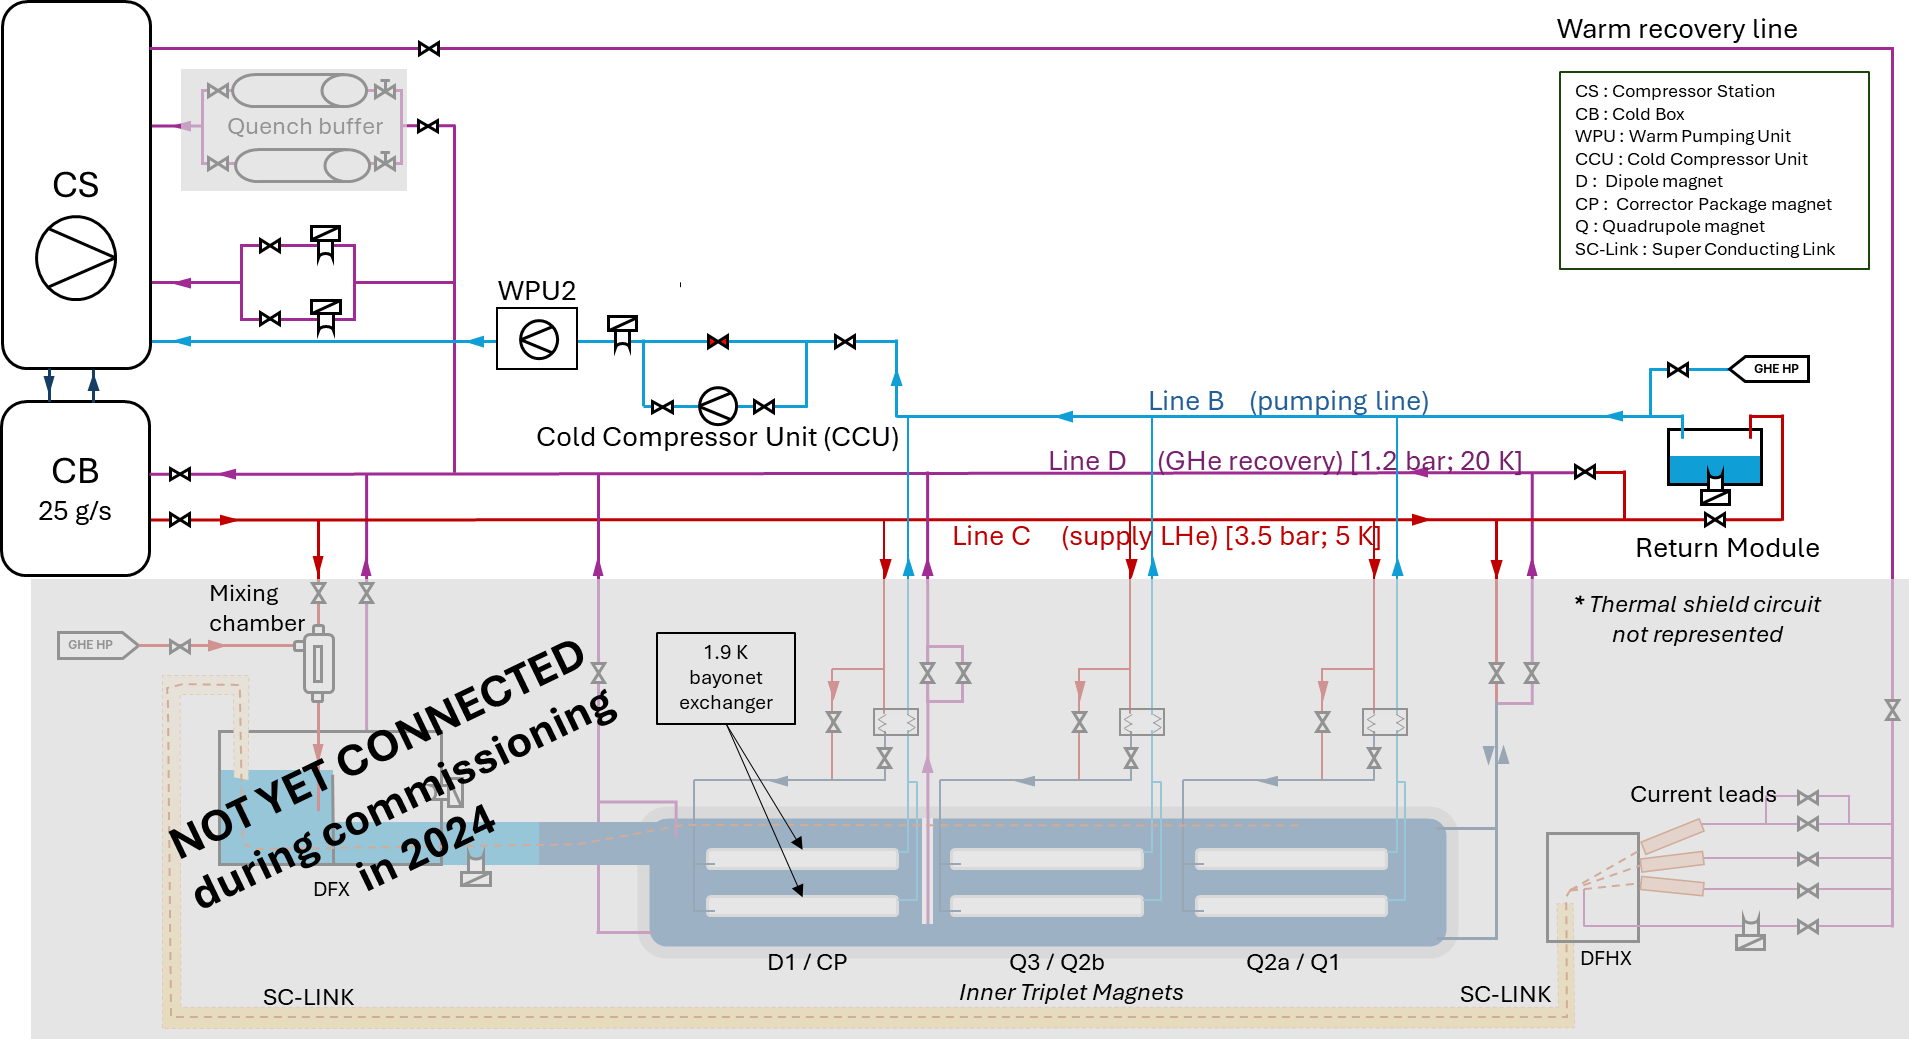 Warm recovery line
CS : Compressor Station
CB : Cold Box
WPU : Warm Pumping Unit
CCU : Cold Compressor Unit
D :  Dipole magnet
CP :  Corrector Package magnet
Q : Quadrupole magnet
SC-Link : Super Conducting Link
Quench buffer
CS
WPU2
GHE HP
Line B (pumping line)
Cold Compressor Unit (CCU)
CB
25 g/s
Line D (GHe recovery) [1.2 bar; 20 K]
Line C (supply LHe) [3.5 bar; 5 K]
Return Module
Mixing
chamber
GHE HP
* Thermal shield circuit
not represented
1.9 K
bayonet
exchanger
NOT YET CONNECTED
during commissioning
in 2024
Current leads
DFX
D1 / CP
Q3 / Q2b
Q2a / Q1
DFHX
Inner Triplet Magnets
SC-LINK
SC-LINK